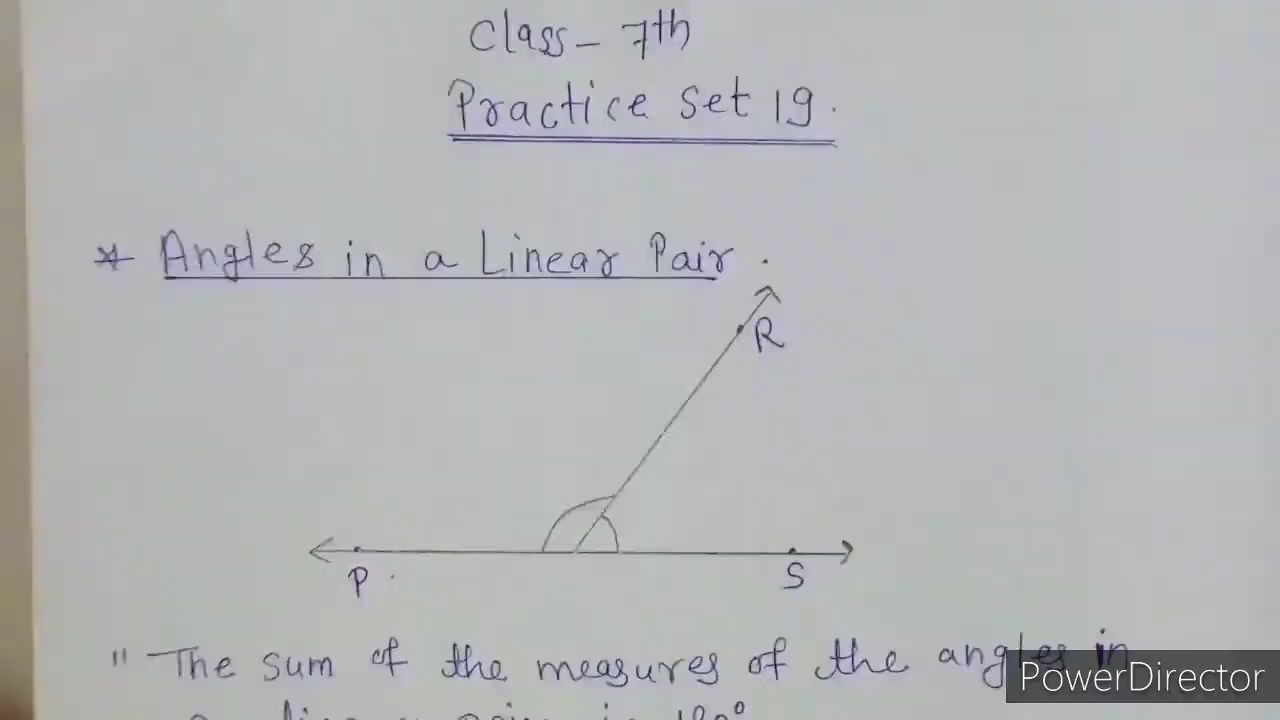 Class - 7th
Practice Set 19.
* Angles in a Linear Pair.
R
P
S
" The sum of the measures of the angles in
PowerDirector